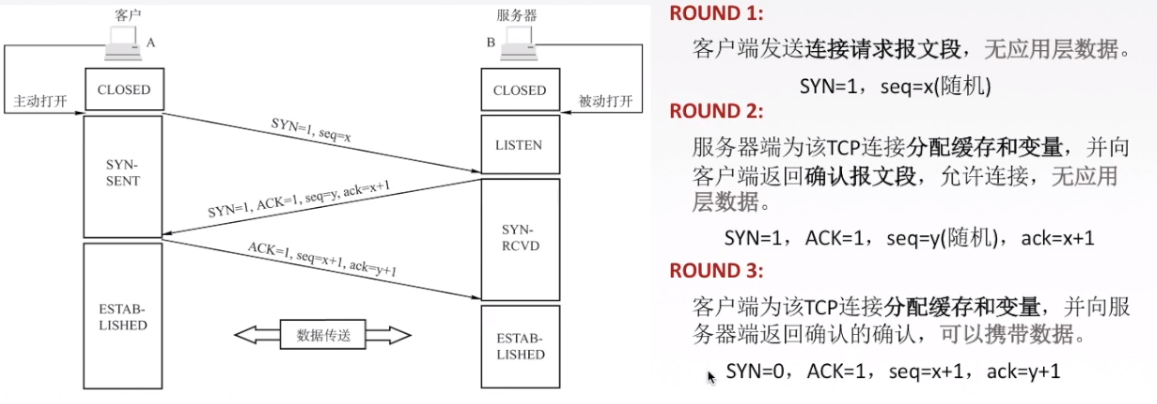 客户
服务器
A
B
CLOSED
CLOSED
主动打开
被动打开
SYN=1, seq=x
LISTEN
SYN-
SENT
SYN=1, ACK=1, seq=y, ack=x+1
SYN-
RCVD
ACK=1, seq=x+1, ack=y+1
ESTAB-
LISHED
数据传送
ESTAB-
LISHED
ROUND 1:
客户端发送连接请求报文段，无应用层数据。
SYN=1，seq=x(随机)
ROUND 2:
服务器端为该TCP连接分配缓存和变量，并向
客户端返回确认报文段，允许连接，无应用
层数据。
SYN=1，ACK=1，seq=y(随机)，ack=x+1
ROUND 3:
客户端为该TCP连接分配缓存和变量，并向服
务器端返回确认的确认，可以携带数据。
SYN=0，ACK=1，seq=x+1，ack=y+1